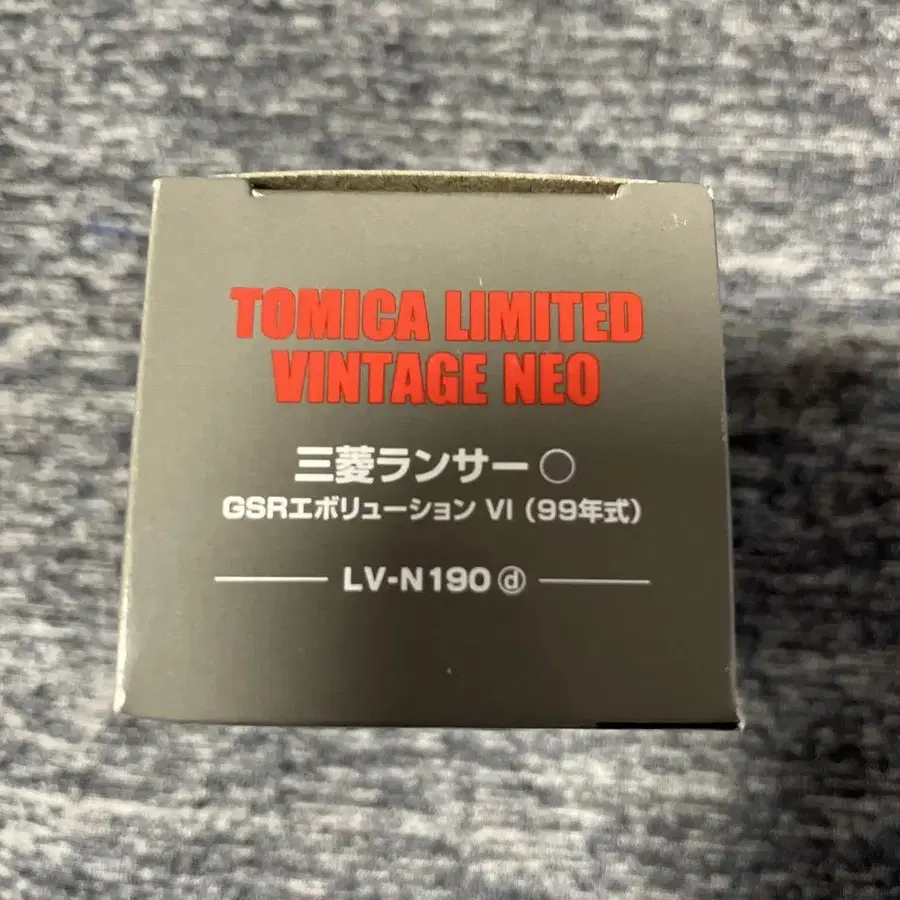 TOMICA LIMITED
VINTAGE NEO
三菱ランサー ○
GSRエボリューション VI（99年式）
LV-N190 ⓓ